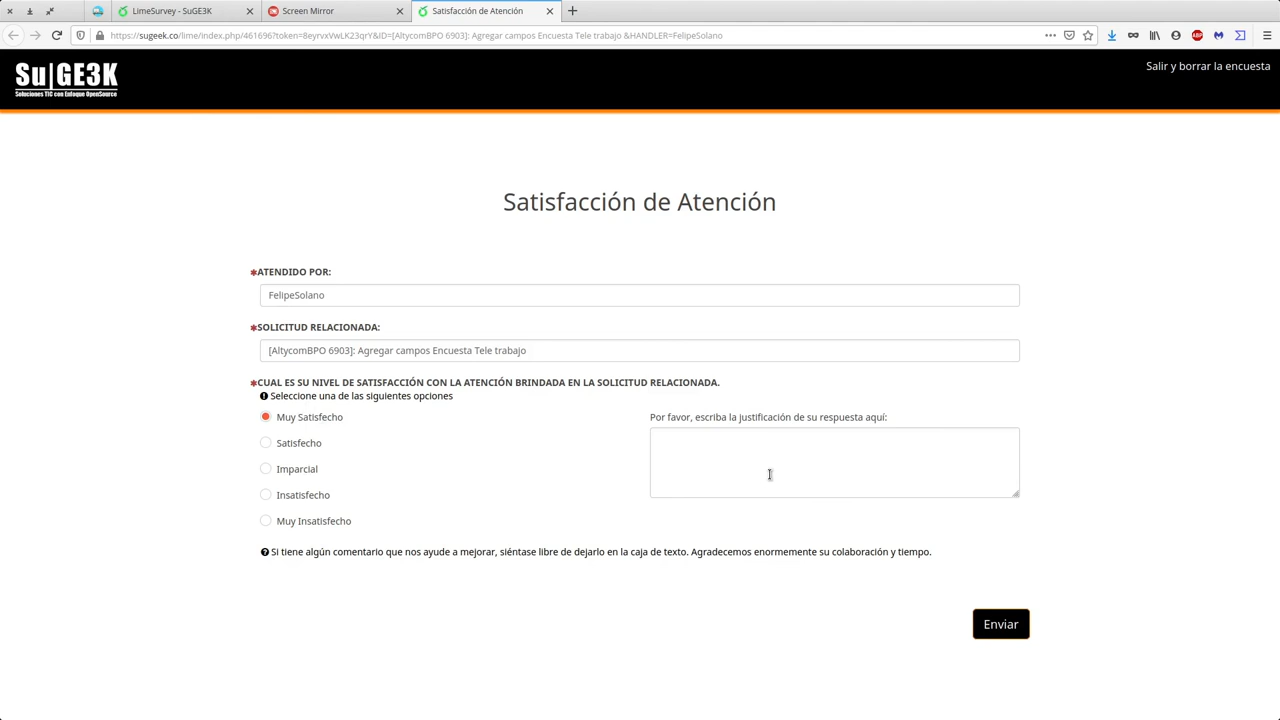 LimeSurvey - SuGE3K
Screen Mirror
Satisfacción de Atención
https://sugeek.co/lime/index.php/461696?token=8eyrvxVwLK23qrY&ID=[AltycomBPO 6903]: Agregar campos Encuesta Tele trabajo &HANDLER=FelipeSolano
ABP
Su|GE3K
Soluciones TIC con Enfoque OpenSource
Salir y borrar la encuesta
Satisfacción de Atención
*ATENDIDO POR:
FelipeSolano
*SOLICITUD RELACIONADA:
[AltycomBPO 6903]: Agregar campos Encuesta Tele trabajo
*CUAL ES SU NIVEL DE SATISFACCIÓN CON LA ATENCIÓN BRINDADA EN LA SOLICITUD RELACIONADA.
Seleccione una de las siguientes opciones
Muy Satisfecho
Por favor, escriba la justificación de su respuesta aquí:
Satisfecho
Imparcial
Insatisfecho
Muy Insatisfecho
Si tiene algún comentario que nos ayude a mejorar, siéntase libre de dejarlo en la caja de texto. Agradecemos enormemente su colaboración y tiempo.
Enviar